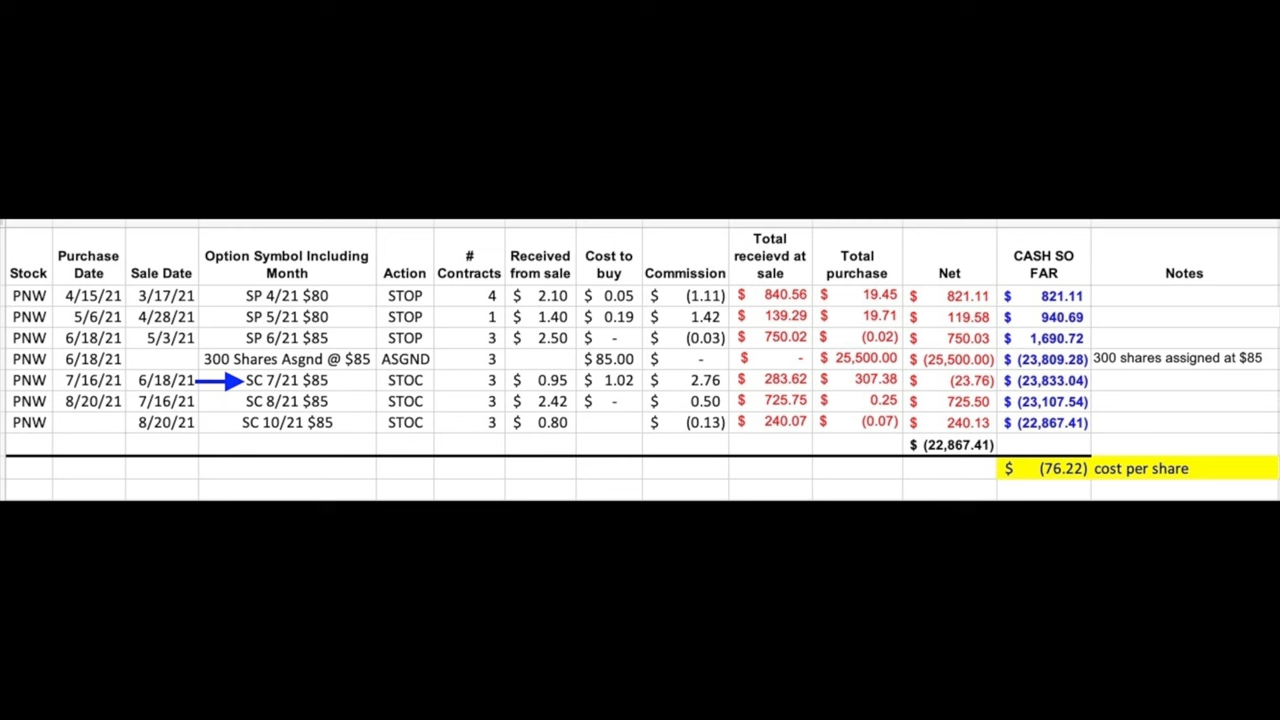 Stock Purchase Date Sale Date Option Symbol Including Month Action # Contracts Received from sale Cost to buy Commission Total receievd at sale Total purchase Net CASH SO FAR Notes
PNW 4/15/21 3/17/21 SP 4/21 $80 STOP 4 $ 2.10 $ 0.05 $ (1.11) $ 840.56 $ 19.45 $ 821.11 $ 821.11
PNW 5/6/21 4/28/21 SP 5/21 $80 STOP 1 $ 1.40 $ 0.19 $ 1.42 $ 139.29 $ 19.71 $ 119.58 $ 940.69
PNW 6/18/21 5/3/21 SP 6/21 $85 STOP 3 $ 2.50 $ - $ (0.03) $ 750.02 $ (0.02) $ 750.03 $ 1,690.72
PNW 6/18/21 300 Shares Asgnd @ $85 ASGND 3 $85.00 $ - $ - $ 25,500.00 $ (25,500.00) $ (23,809.28) 300 shares assigned at $85
PNW 7/16/21 6/18/21 SC 7/21 $85 STOC 3 $ 0.95 $ 1.02 $ 2.76 $ 283.62 $ 307.38 $ (23.76) $ (23,833.04)
PNW 8/20/21 7/16/21 SC 8/21 $85 STOC 3 $ 2.42 $ - $ 0.50 $ 725.75 $ 0.25 $ 725.50 $ (23,107.54)
PNW 8/20/21 SC 10/21 $85 STOC 3 $ 0.80 $ (0.13) $ 240.07 $ (0.07) $ 240.13 $ (22,867.41)
$ (22,867.41)
$ (76.22) cost per share